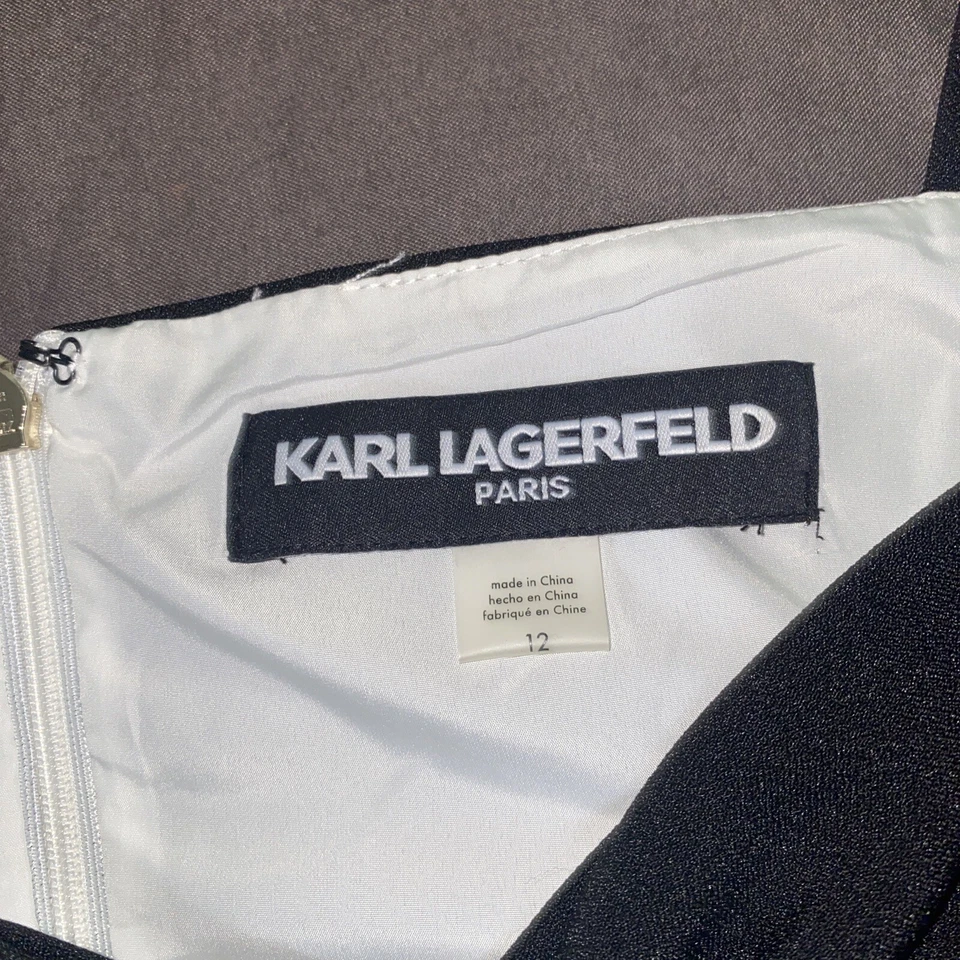 KARL LAGERFELD
PARIS
made in China
hecho en China
fabriqué en Chine
12